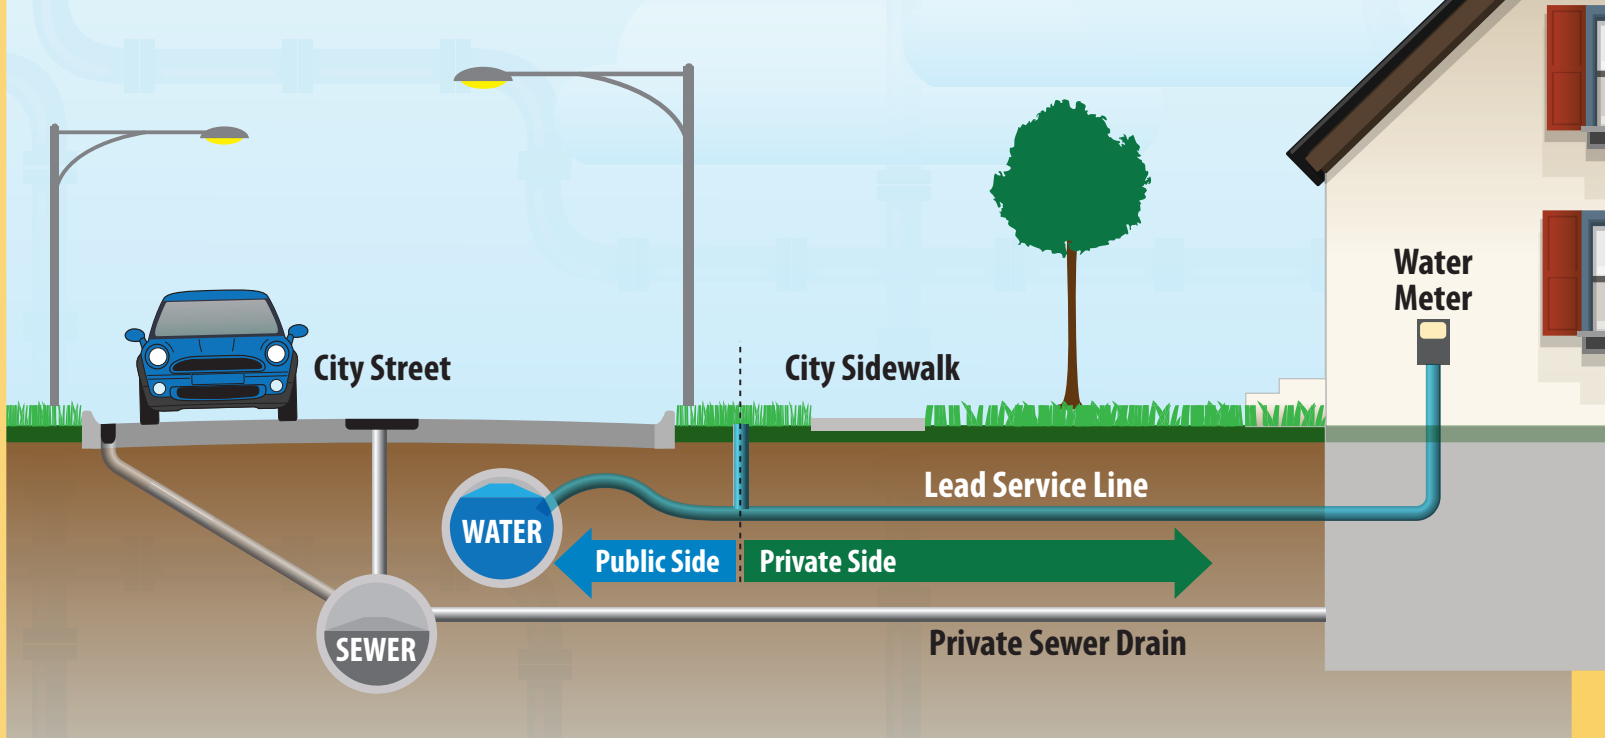 Water
Meter
City Street
City Sidewalk
Lead Service Line
WATER
Public Side
Private Side
SEWER
Private Sewer Drain